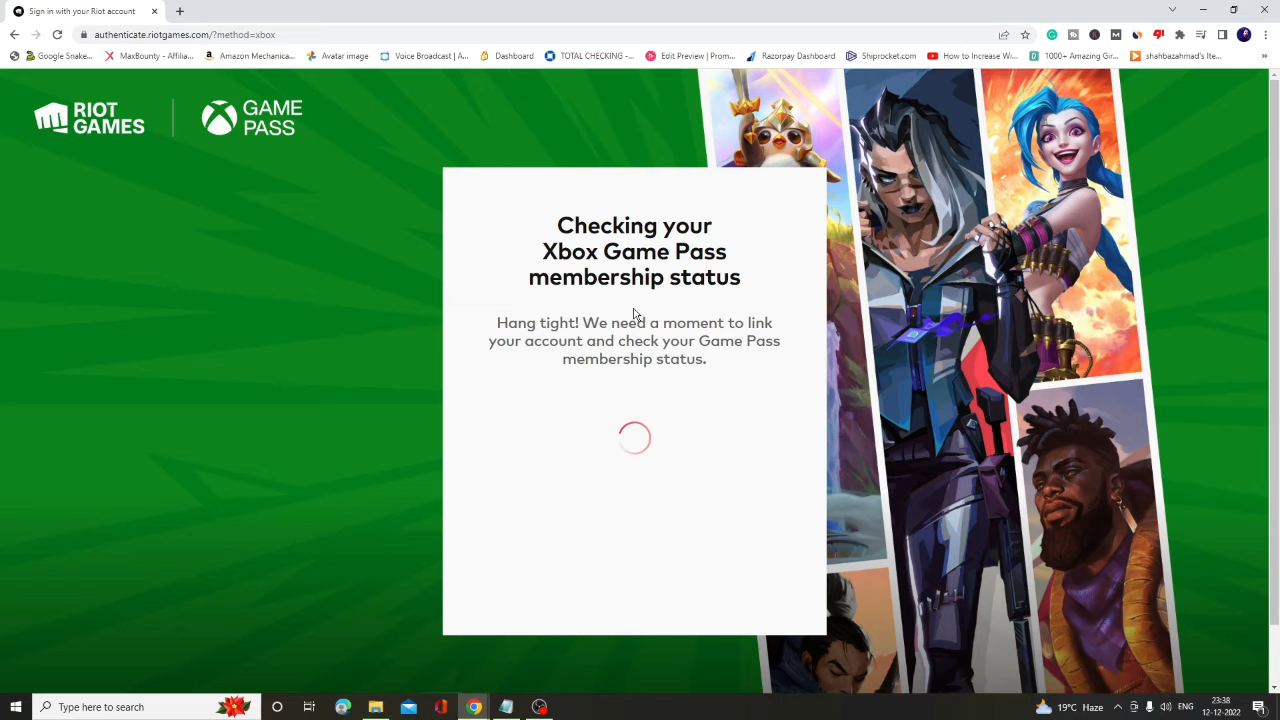 Sign in with your Riot account
authenticate.riotgames.com/?method=xbox
Google Snake... MaxBounty - Affilia... Amazon Mechanica... Avatar image Voice Broadcast | A... Dashboard TOTAL CHECKING -... Edit Preview | Prom... Razorpay Dashboard Shiprocket.com How to Increase Wi... 1000+ Amazing Gir... shahbazahmad's Ite... »
RIOT GAMES
GAME PASS
Checking your
Xbox Game Pass
membership status
Hang tight! We need a moment to link
your account and check your Game Pass
membership status.
Type here to search
19°C Haze
ENG
23:38
12-12-2022